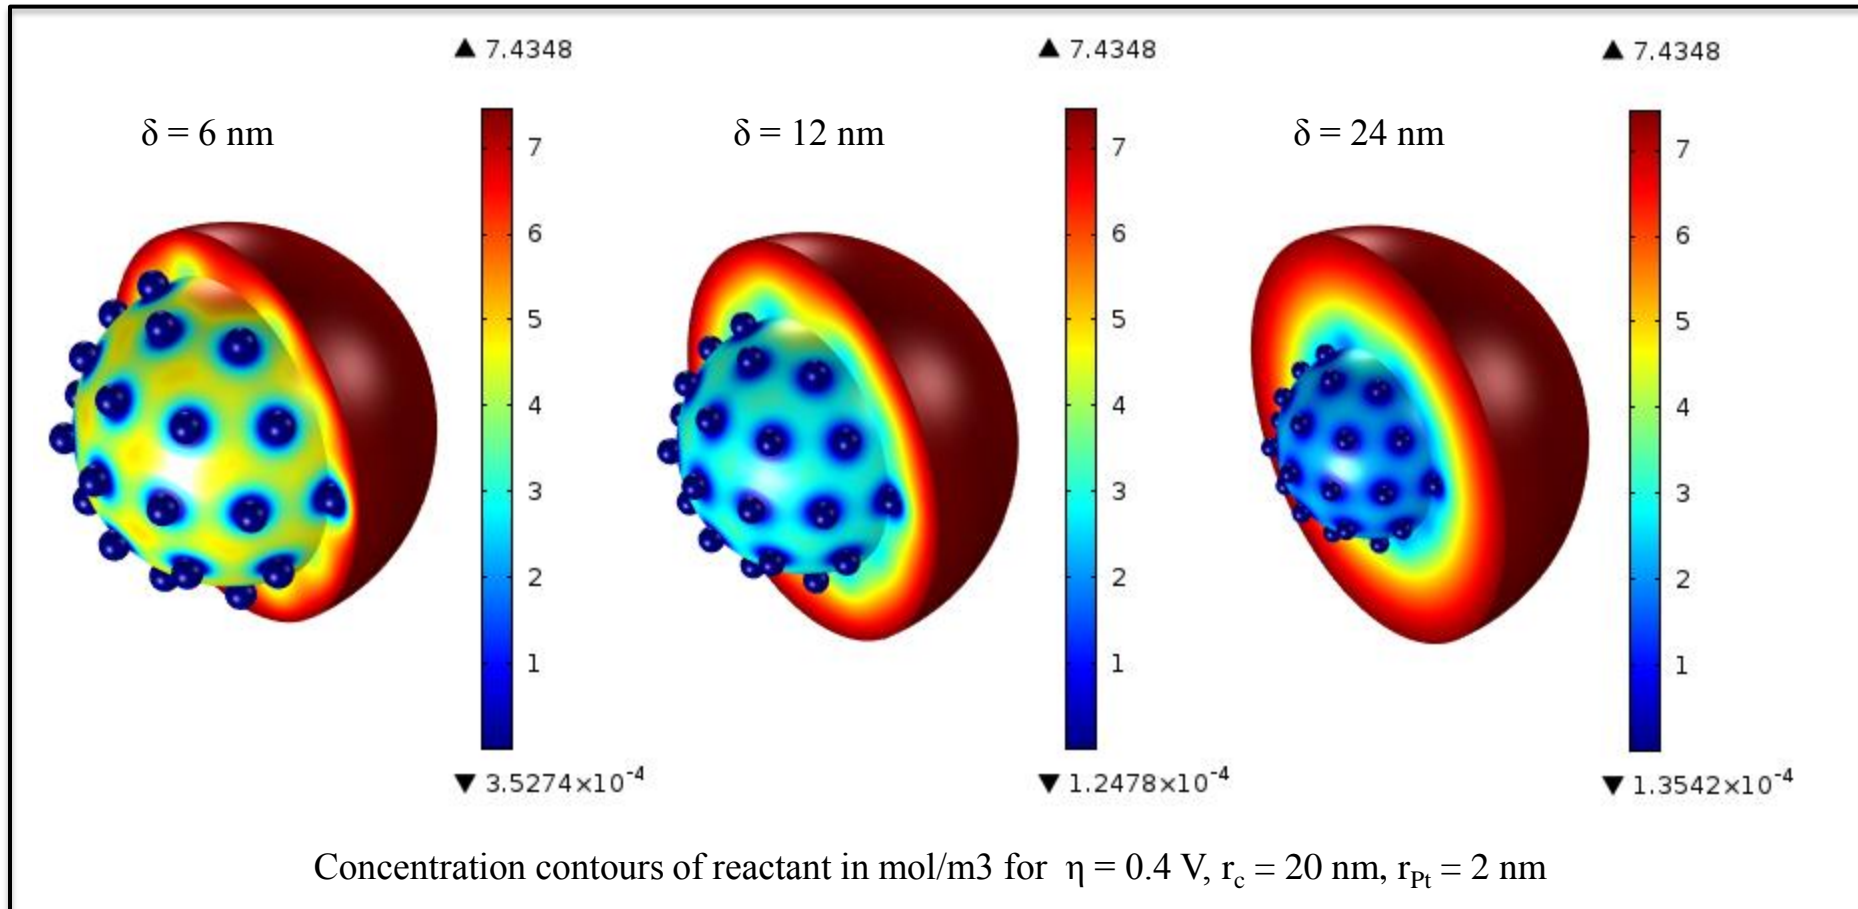 ▲ 7.4348 ▲ 7.4348 ▲ 7.4348
δ = 6 nm δ = 12 nm δ = 24 nm
7 7 7
6 6 6
5 5 5
4 4 4
3 3 3
2 2 2
1 1 1
▼ 3.5274×10⁻⁴ ▼ 1.2478×10⁻⁴ ▼ 1.3542×10⁻⁴
Concentration contours of reactant in mol/m3 for η = 0.4 V, r_c = 20 nm, r_Pt = 2 nm